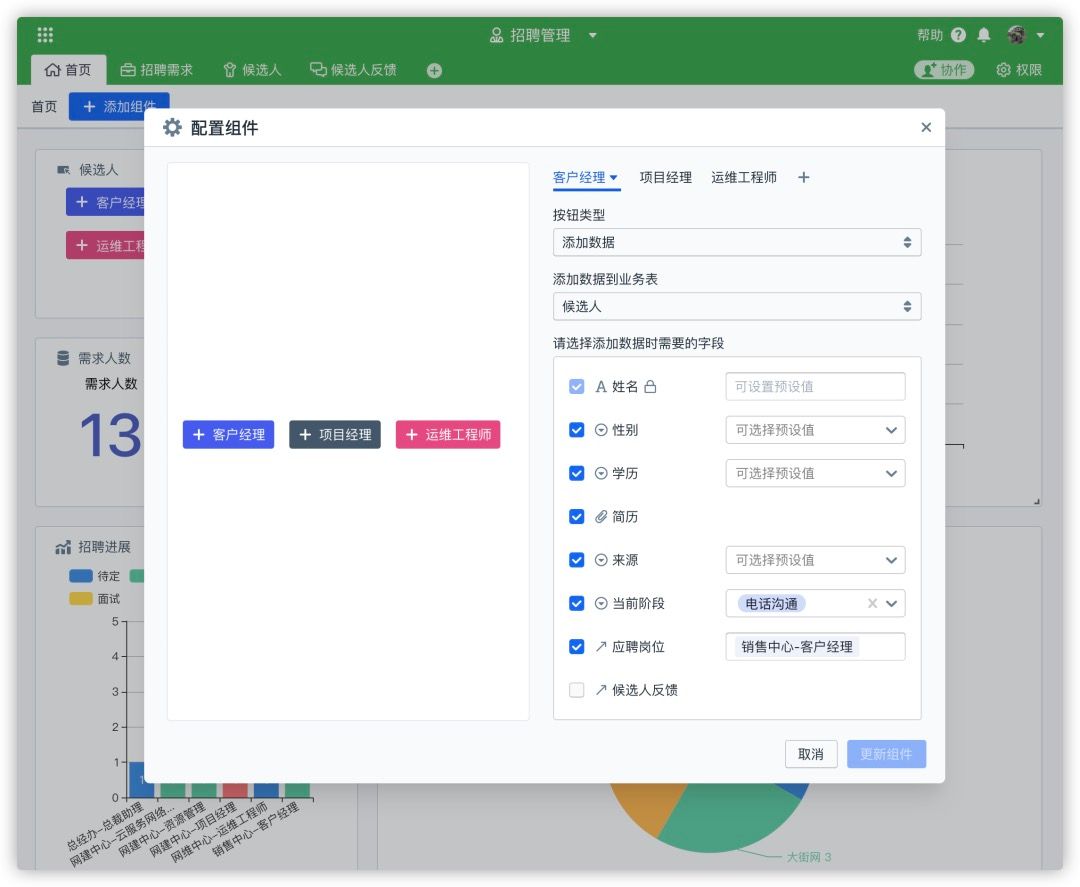 招聘管理
帮助
首页
招聘需求
候选人
候选人反馈
协作
权限
首页
添加组件
配置组件
候选人
客户经理
需求人数
需求人数
13
招聘进展
待定
面试
5
4
3
2
1
0
1
总经办-总裁助理
网建中心-云服务网络...
网建中心-资源管理
网建中心-项目经理
网维中心-运维工程师
销售中心-客户经理
大街网 3
客户经理
项目经理
运维工程师
客户经理
项目经理
运维工程师
按钮类型
添加数据
添加数据到业务表
候选人
请选择添加数据时需要的字段
A 姓名
可设置预设值
性别
可选择预设值
学历
可选择预设值
简历
来源
可选择预设值
当前阶段
电话沟通
应聘岗位
销售中心-客户经理
候选人反馈
取消
更新组件